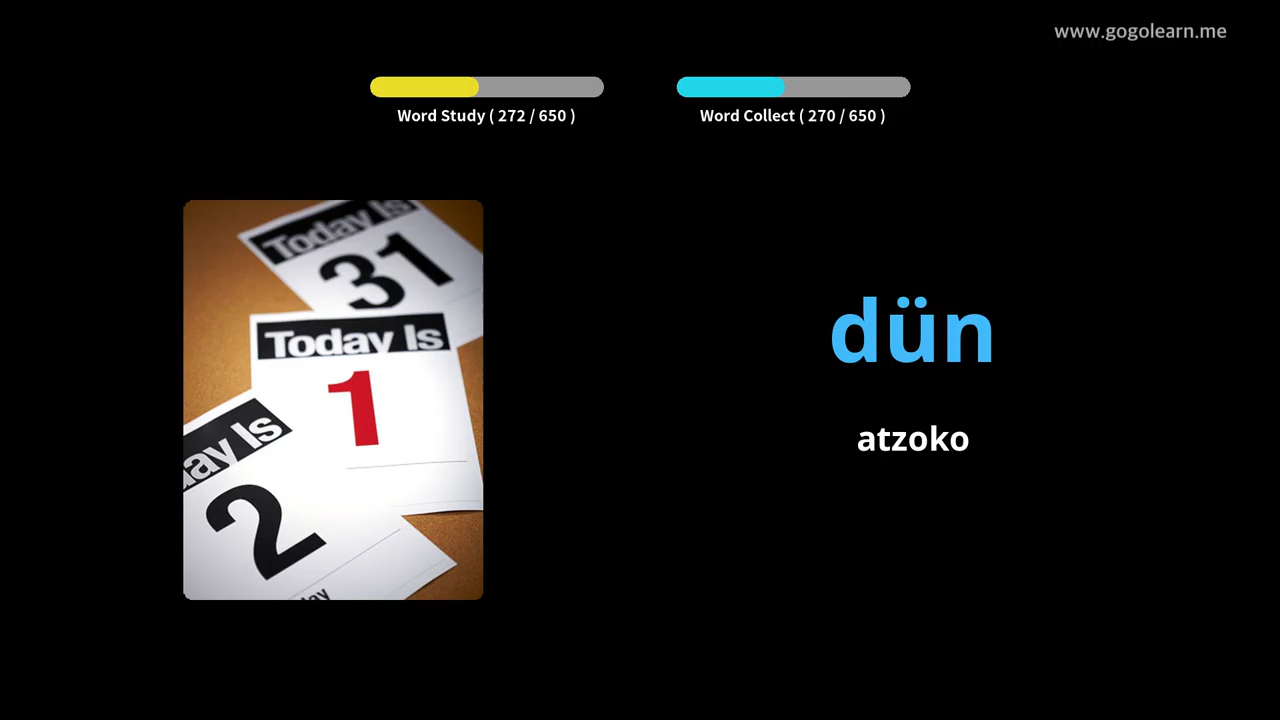 www.gogolearn.me
Word Study ( 272 / 650 )
Word Collect ( 270 / 650 )
Today Is
31
Today Is
1
ay Is
2
dün
atzoko